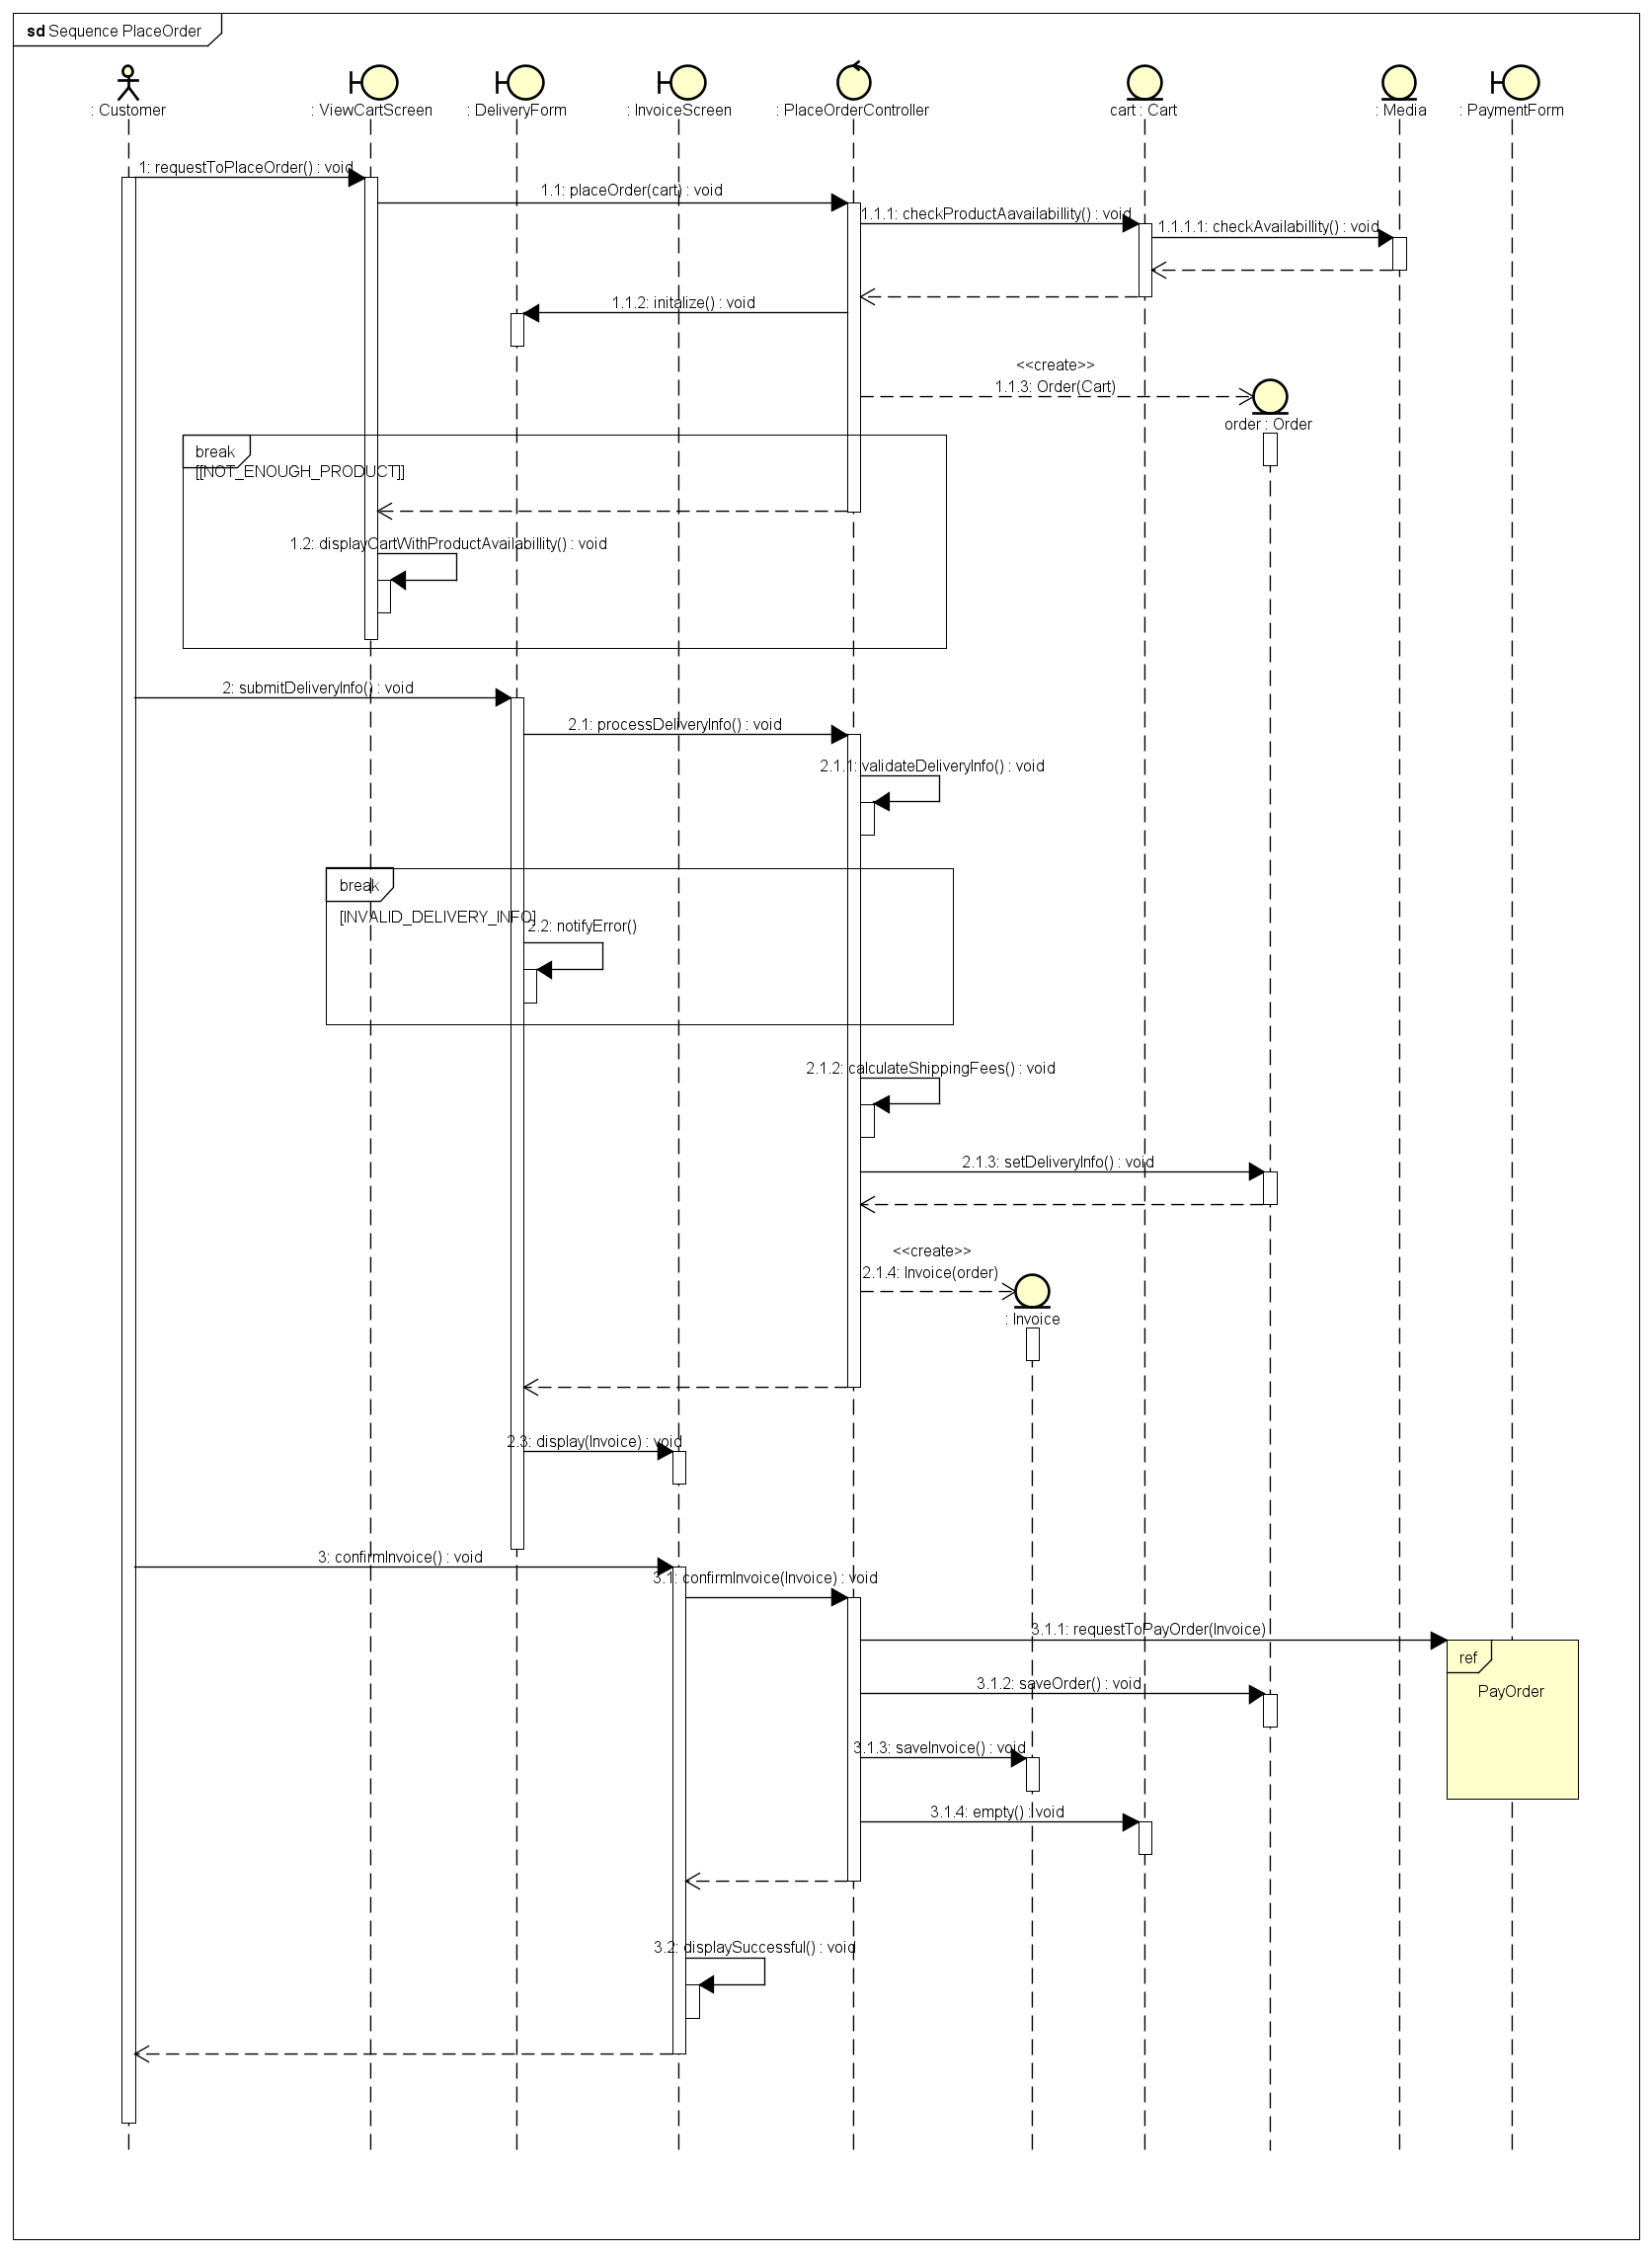 sd Sequence PlaceOrder
: Customer
: ViewCartScreen
: DeliveryForm
: InvoiceScreen
: PlaceOrderController
cart : Cart
: Media
: PaymentForm
1: requestToPlaceOrder() : void
1.1: placeOrder(cart) : void
1.1.1: checkProductAavailabillity() : void
1.1.1.1: checkAvailabillity() : void
1.1.2: initalize() : void
<<create>>
1.1.3: Order(Cart)
order : Order
break
[[NOT_ENOUGH_PRODUCT]]
1.2: displayCartWithProductAvailabillity() : void
2: submitDeliveryInfo() : void
2.1: processDeliveryInfo() : void
2.1.1: validateDeliveryInfo() : void
break
[INVALID_DELIVERY_INFO]
2.2: notifyError()
2.1.2: calculateShippingFees() : void
2.1.3: setDeliveryInfo() : void
<<create>>
2.1.4: Invoice(order)
: Invoice
2.3: display(Invoice) : void
3: confirmInvoice() : void
3.1: confirmInvoice(Invoice) : void
3.1.1: requestToPayOrder(Invoice)
ref
PayOrder
3.1.2: saveOrder() : void
3.1.3: saveInvoice() : void
3.1.4: empty() : void
3.2: displaySuccessful() : void